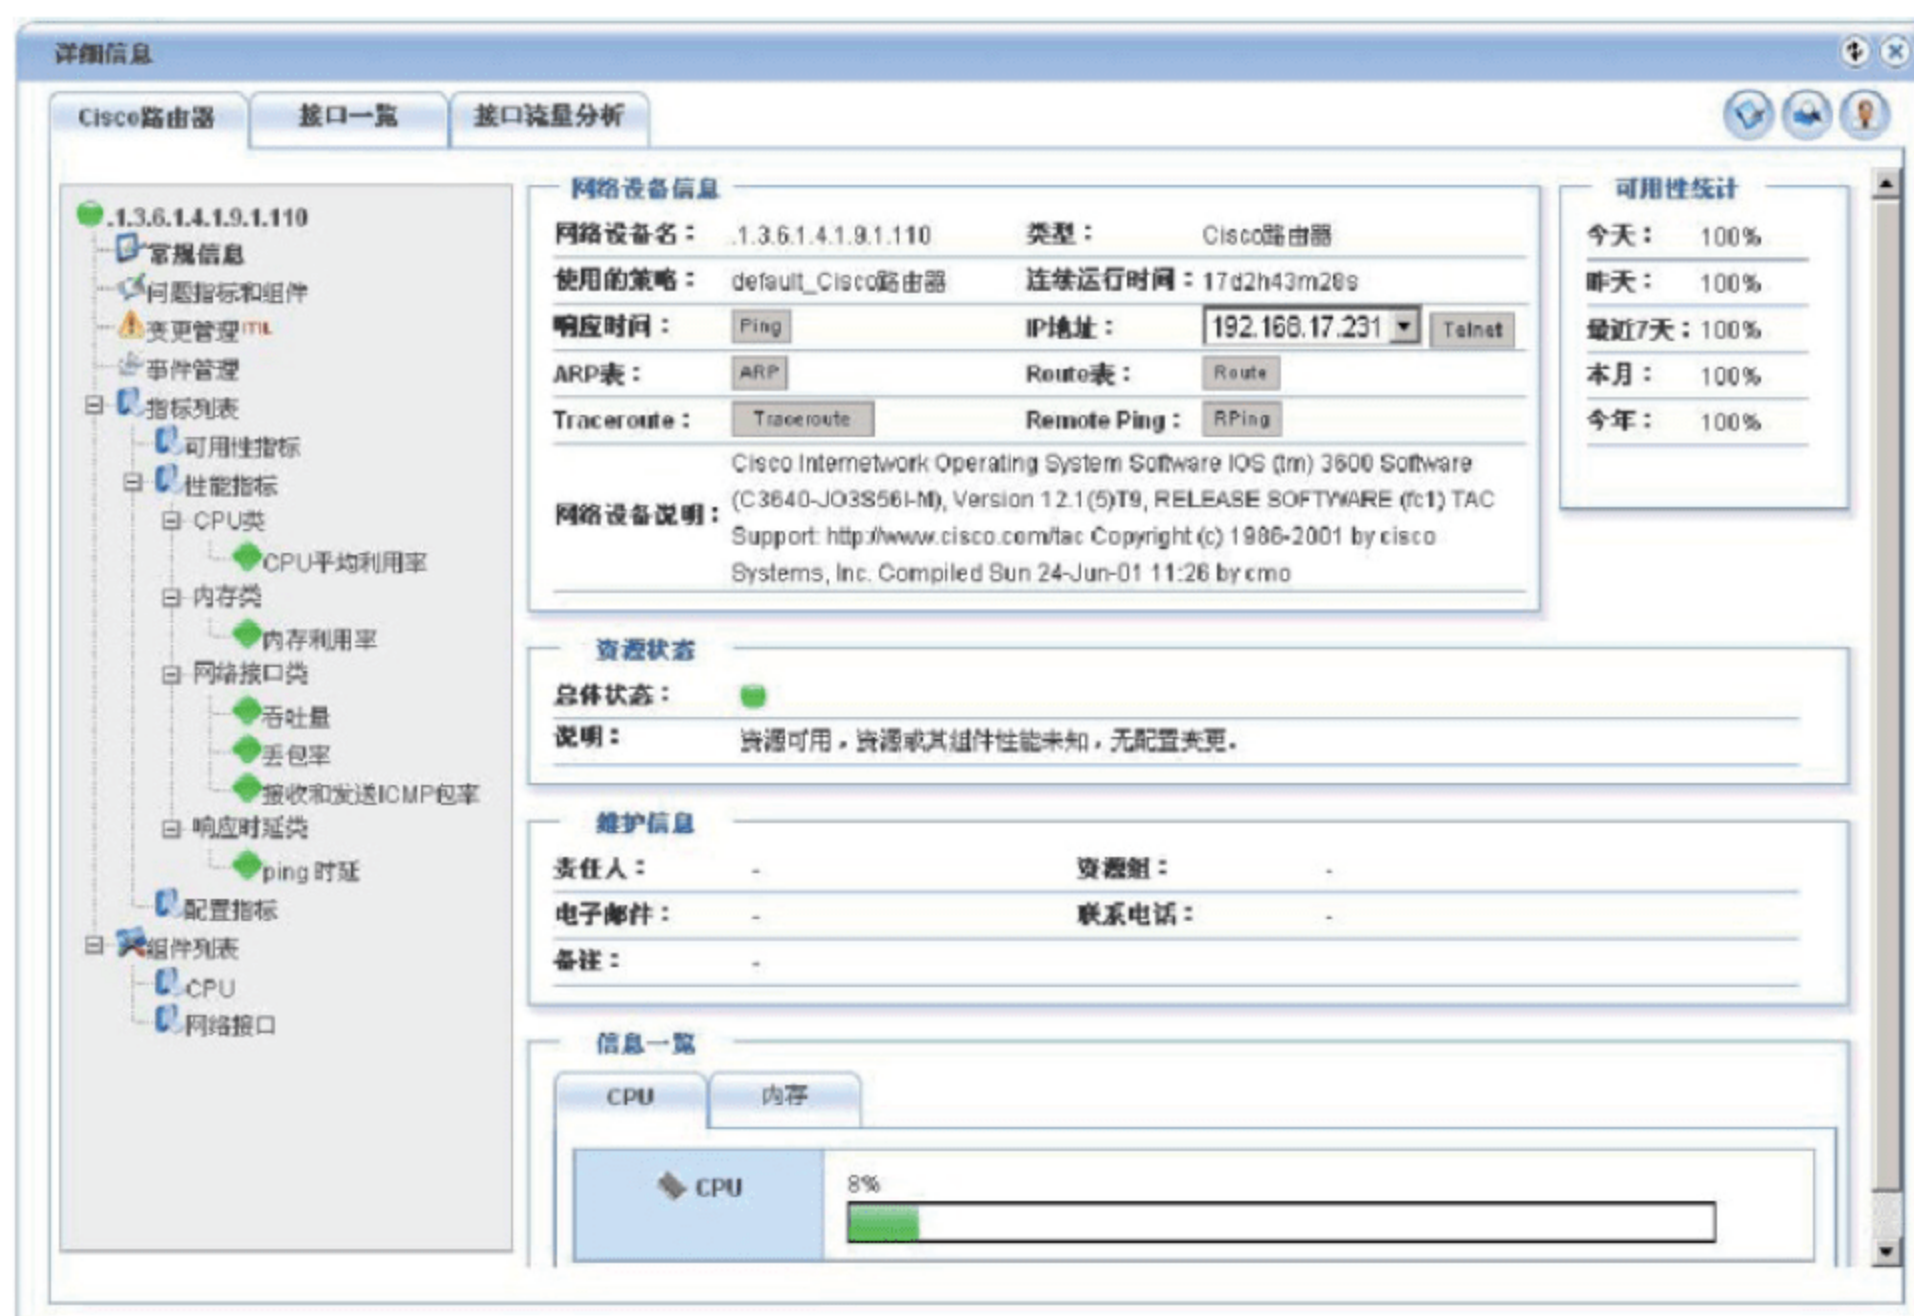 详细信息
Cisco路由器
接口一览
接口流量分析
.1.3.6.1.4.1.9.1.110
常规信息
问题指标和组件
变更管理ITIL
事件管理
指标列表
可用性指标
性能指标
CPU类
CPU平均利用率
内存类
内存利用率
网络接口类
吞吐量
丢包率
接收和发送ICMP包率
响应时延类
ping 时延
配置指标
组件列表
CPU
网络接口
网络设备信息
网络设备名： .1.3.6.1.4.1.9.1.110 类型： Cisco路由器
使用的策略： default_Cisco路由器 连续运行时间：17d2h43m28s
响应时间： Ping IP地址： 192.168.17.231 Telnet
ARP表： ARP Route表： Route
Traceroute： Traceroute Remote Ping： RPing
网络设备说明：
Cisco Internetwork Operating System Software IOS (tm) 3600 Software
(C3640-JO3S56I-M), Version 12.1(5)T9, RELEASE SOFTWARE (fc1) TAC
Support: http://www.cisco.com/tac Copyright (c) 1986-2001 by cisco
Systems, Inc. Compiled Sun 24-Jun-01 11:26 by cmo
可用性统计
今天： 100%
昨天： 100%
最近7天：100%
本月： 100%
今年： 100%
资源状态
总体状态：
说明： 资源可用，资源或其组件性能未知，无配置变更。
维护信息
责任人： - 资源组： -
电子邮件： - 联系电话： -
备注： -
信息一览
CPU
内存
CPU 8%